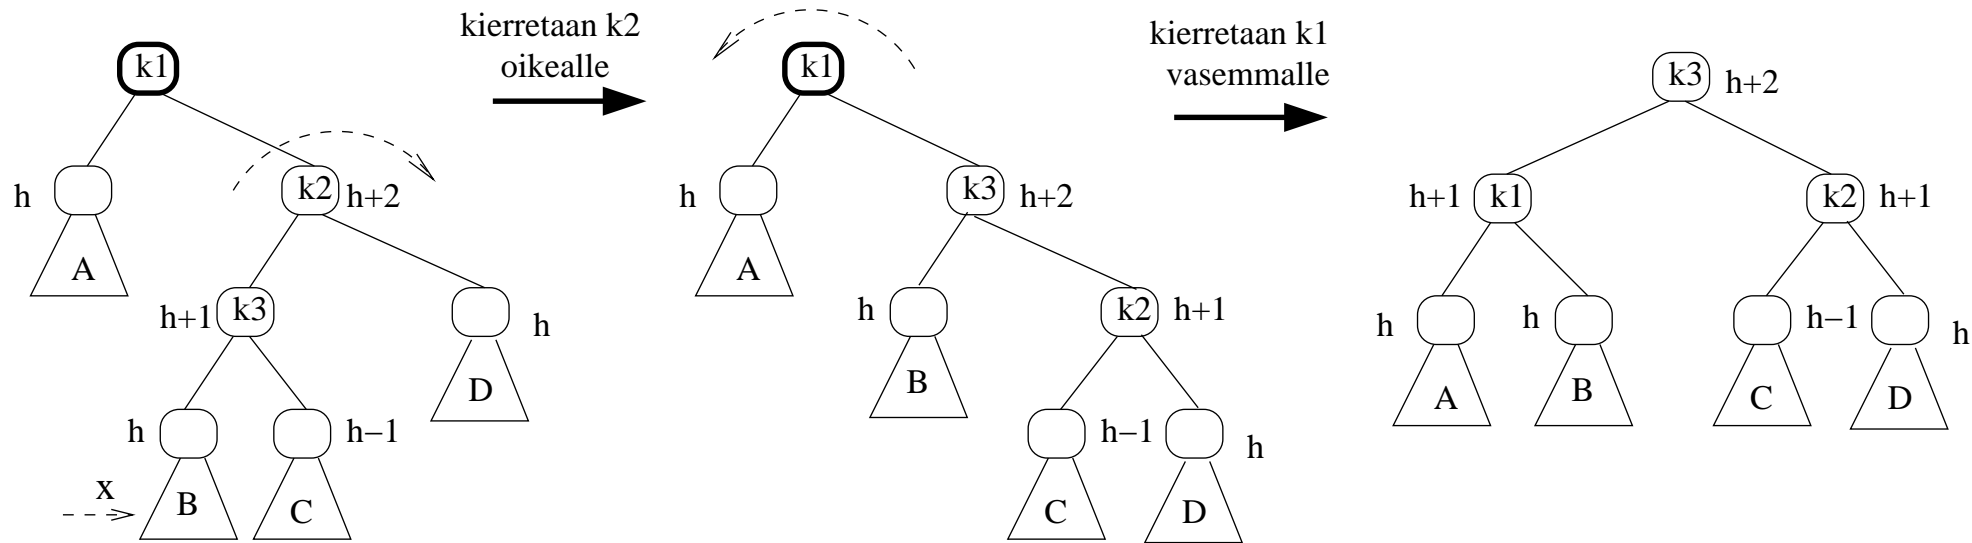 kierretaan k2
oikealle
kierretaan k1
vasemmalle
k1
h
k2
h+2
A
h+1
k3
h
D
h
h−1
x
B
C
k1
h
k3
h+2
A
h
k2
h+1
B
h−1
h
C
D
k3
h+2
h+1
k1
k2
h+1
h
h
h−1
h
A
B
C
D